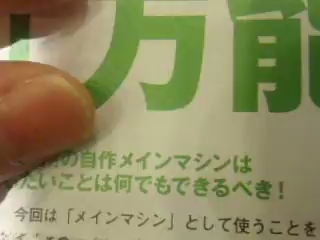 万能
の自作メインマシンは
たいことは何でもできるべき!
今回は「メインマシン」として使うことを